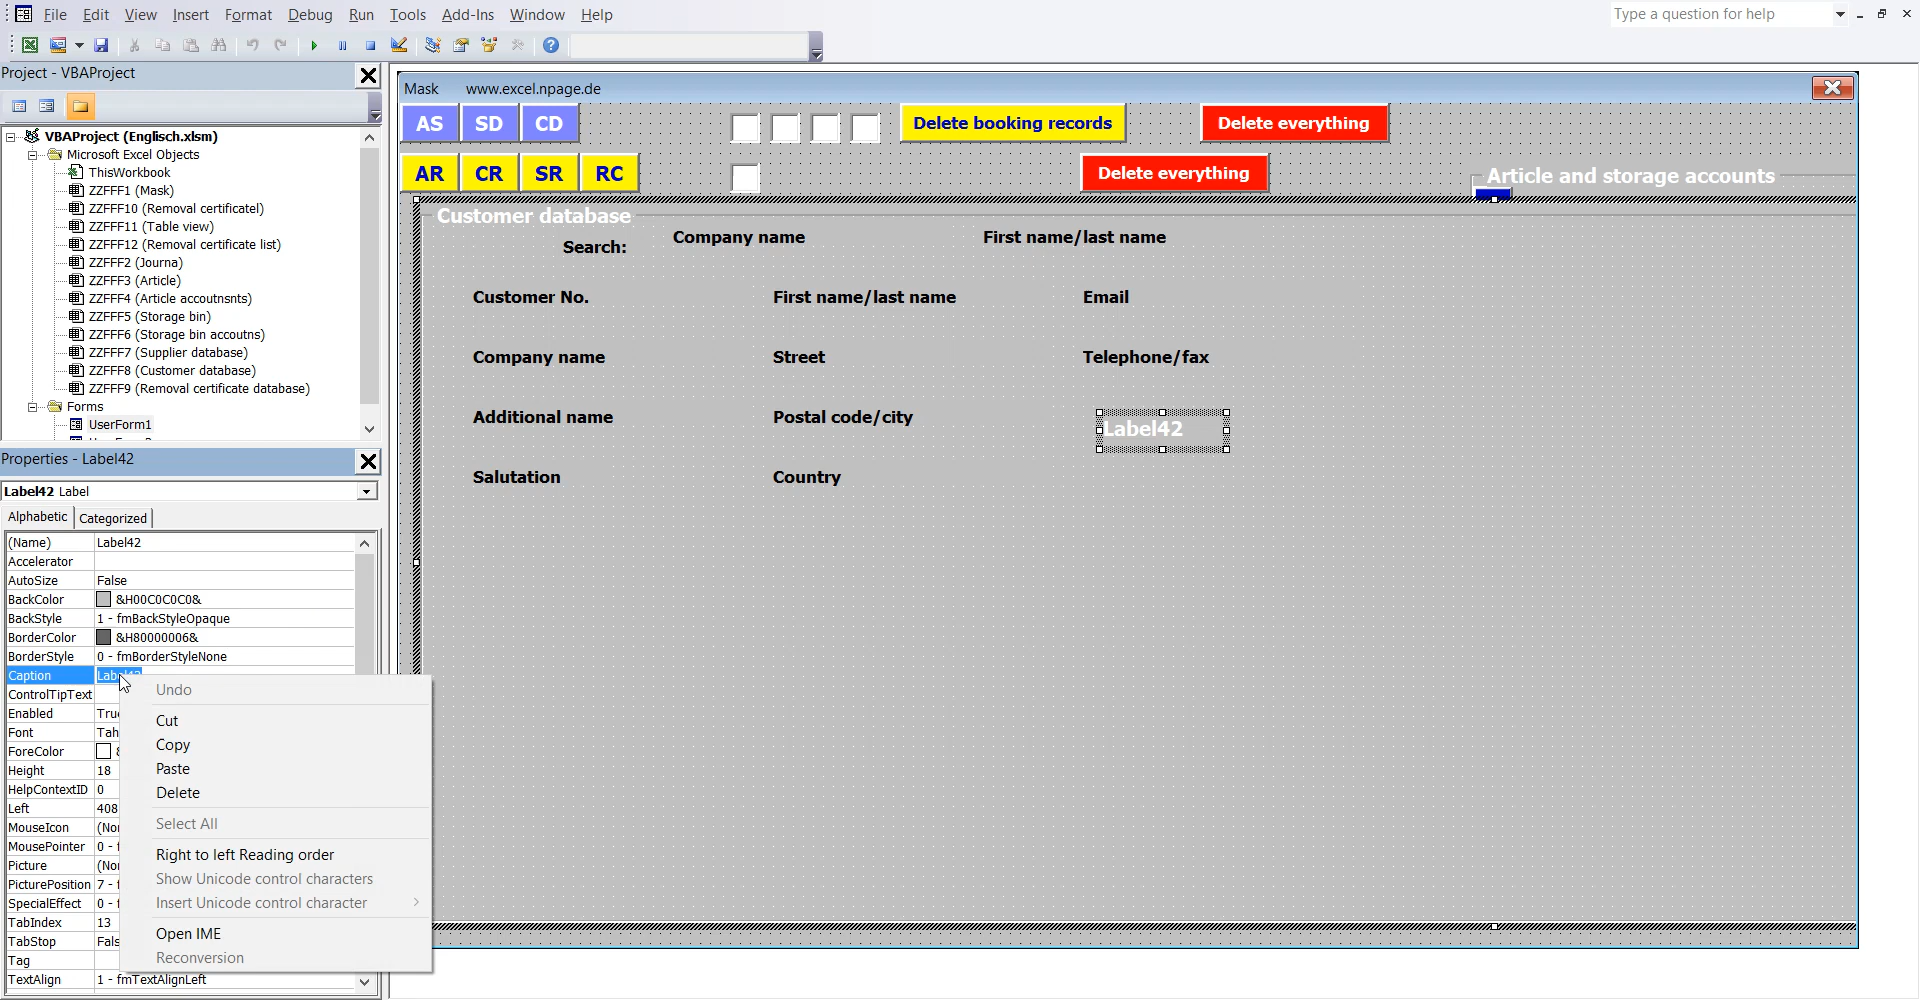 File Edit View Insert Format Debug Run Tools Add-Ins Window Help
Type a question for help
Project - VBAProject
VBAProject (Englisch.xlsm)
Microsoft Excel Objects
ThisWorkbook
ZZFFF1 (Mask)
ZZFFF10 (Removal certificatel)
ZZFFF11 (Table view)
ZZFFF12 (Removal certificate list)
ZZFFF2 (Journa)
ZZFFF3 (Article)
ZZFFF4 (Article accoutnsnts)
ZZFFF5 (Storage bin)
ZZFFF6 (Storage bin accoutns)
ZZFFF7 (Supplier database)
ZZFFF8 (Customer database)
ZZFFF9 (Removal certificate database)
Forms
UserForm1
Properties - Label42
Label42 Label
Alphabetic Categorized
(Name) Label42
Accelerator
AutoSize False
BackColor &H00C0C0C0&
BackStyle 1 - fmBackStyleOpaque
BorderColor &H80000006&
BorderStyle 0 - fmBorderStyleNone
Caption Label42
ControlTipText
Enabled
Font Tah
ForeColor
Height 18
HelpContextID 0
Left 408
MouseIcon
MousePointer 0 -
Picture
PicturePosition 7 -
SpecialEffect 0 -
TabIndex 13
TabStop Fals
Tag
TextAlign 1 - fmTextAlignLeft
Undo
Cut
Copy
Paste
Delete
Select All
Right to left Reading order
Show Unicode control characters
Insert Unicode control character
Open IME
Reconversion
Mask www.excel.npage.de
AS SD CD Delete booking records Delete everything
AR CR SR RC Delete everything
Article and storage accounts
Customer database
Search: Company name First name/last name
Customer No. First name/last name Email
Company name Street Telephone/fax
Additional name Postal code/city
Label42
Salutation Country